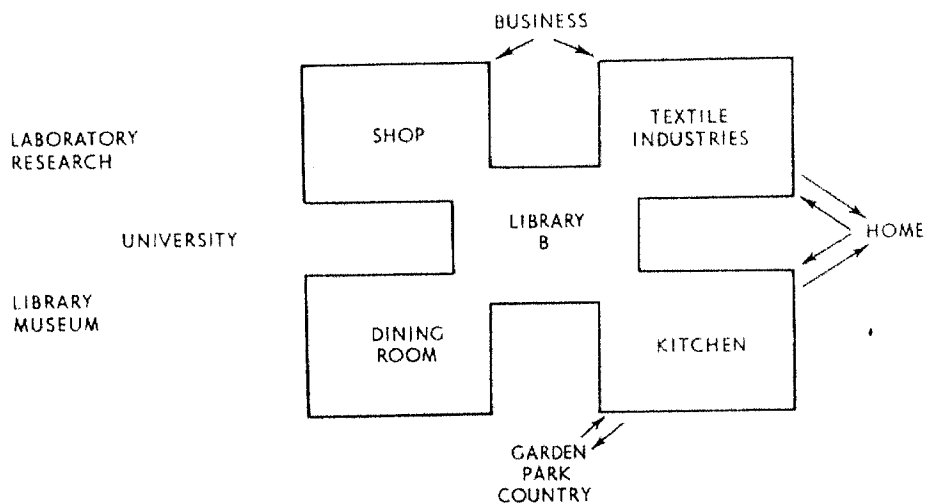 BUSINESS
SHOP
TEXTILE
INDUSTRIES
LABORATORY
RESEARCH
UNIVERSITY
LIBRARY
B
HOME
LIBRARY
MUSEUM
DINING
ROOM
KITCHEN
GARDEN
PARK
COUNTRY